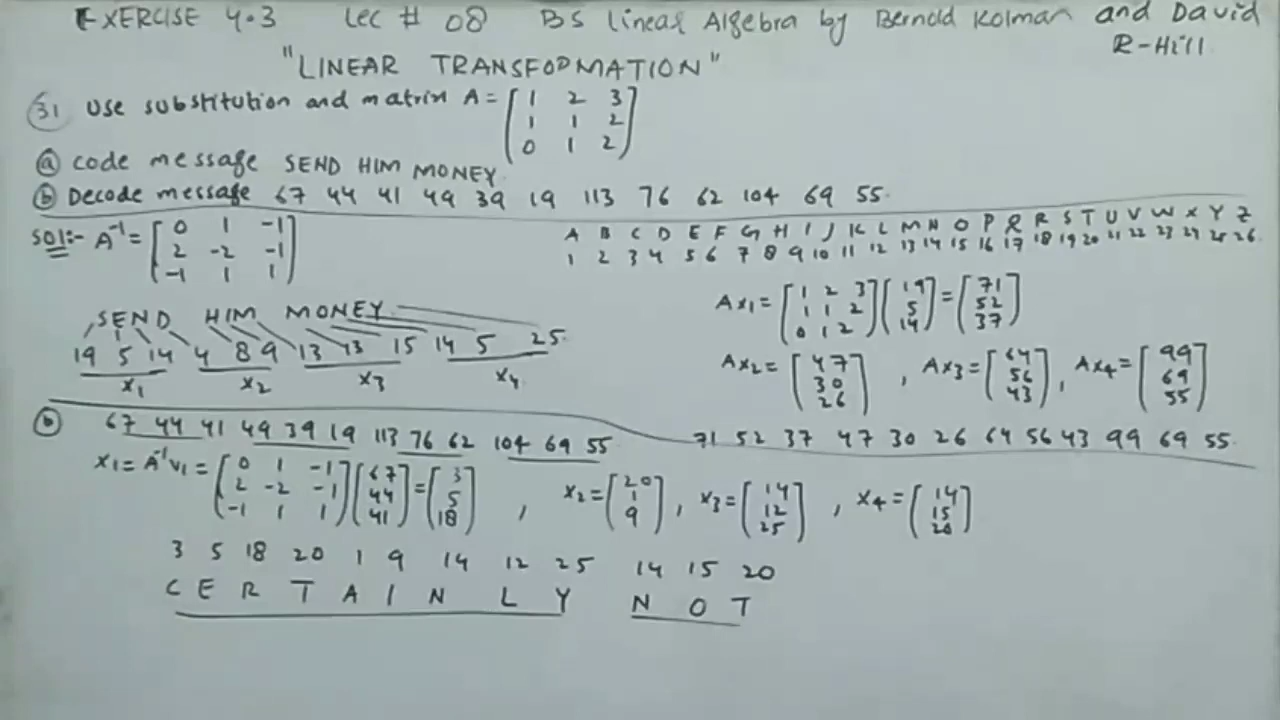 EXERCISE 4.3 Lec # 08 BS Linear Algebra by Bernold Kolman and David
R-Hill
"LINEAR TRANSFORMATION"
31 Use substitution and matrix A = [1 2 3
1 1 2
0 1 2]
(a) code message SEND HIM MONEY.
(b) Decode message 67 44 41 49 39 19 113 76 62 104 69 55.
Sol:- A⁻¹ = [0 1 -1
2 -2 -1
-1 1 1]
A B C D E F G H I J K L M N O P Q R S T U V W X Y Z
1 2 3 4 5 6 7 8 9 10 11 12 13 14 15 16 17 18 19 20 21 22 23 24 25 26.
SEND HIM MONEY
19 5 14 4 8 9 13 13 15 14 5 25.
x1 x2 x3 x4
Ax1 = [1 2 3
1 1 2
0 1 2] [19
5
14] = [71
52
37]
Ax2 = [47
30
26] , Ax3 = [64
56
43] , Ax4 = [99
69
55]
71 52 37 47 30 26 64 56 43 99 69 55.
(b) 67 44 41 49 39 19 113 76 62 104 69 55.
x1 = A⁻¹v1 = [0 1 -1
2 -2 -1
-1 1 1] [67
44
41] = [3
5
18] , x2 = [20
1
9] , x3 = [14
12
25] , x4 = [14
15
20]
3 5 18 20 1 9 14 12 25 14 15 20
C E R T A I N L Y N O T